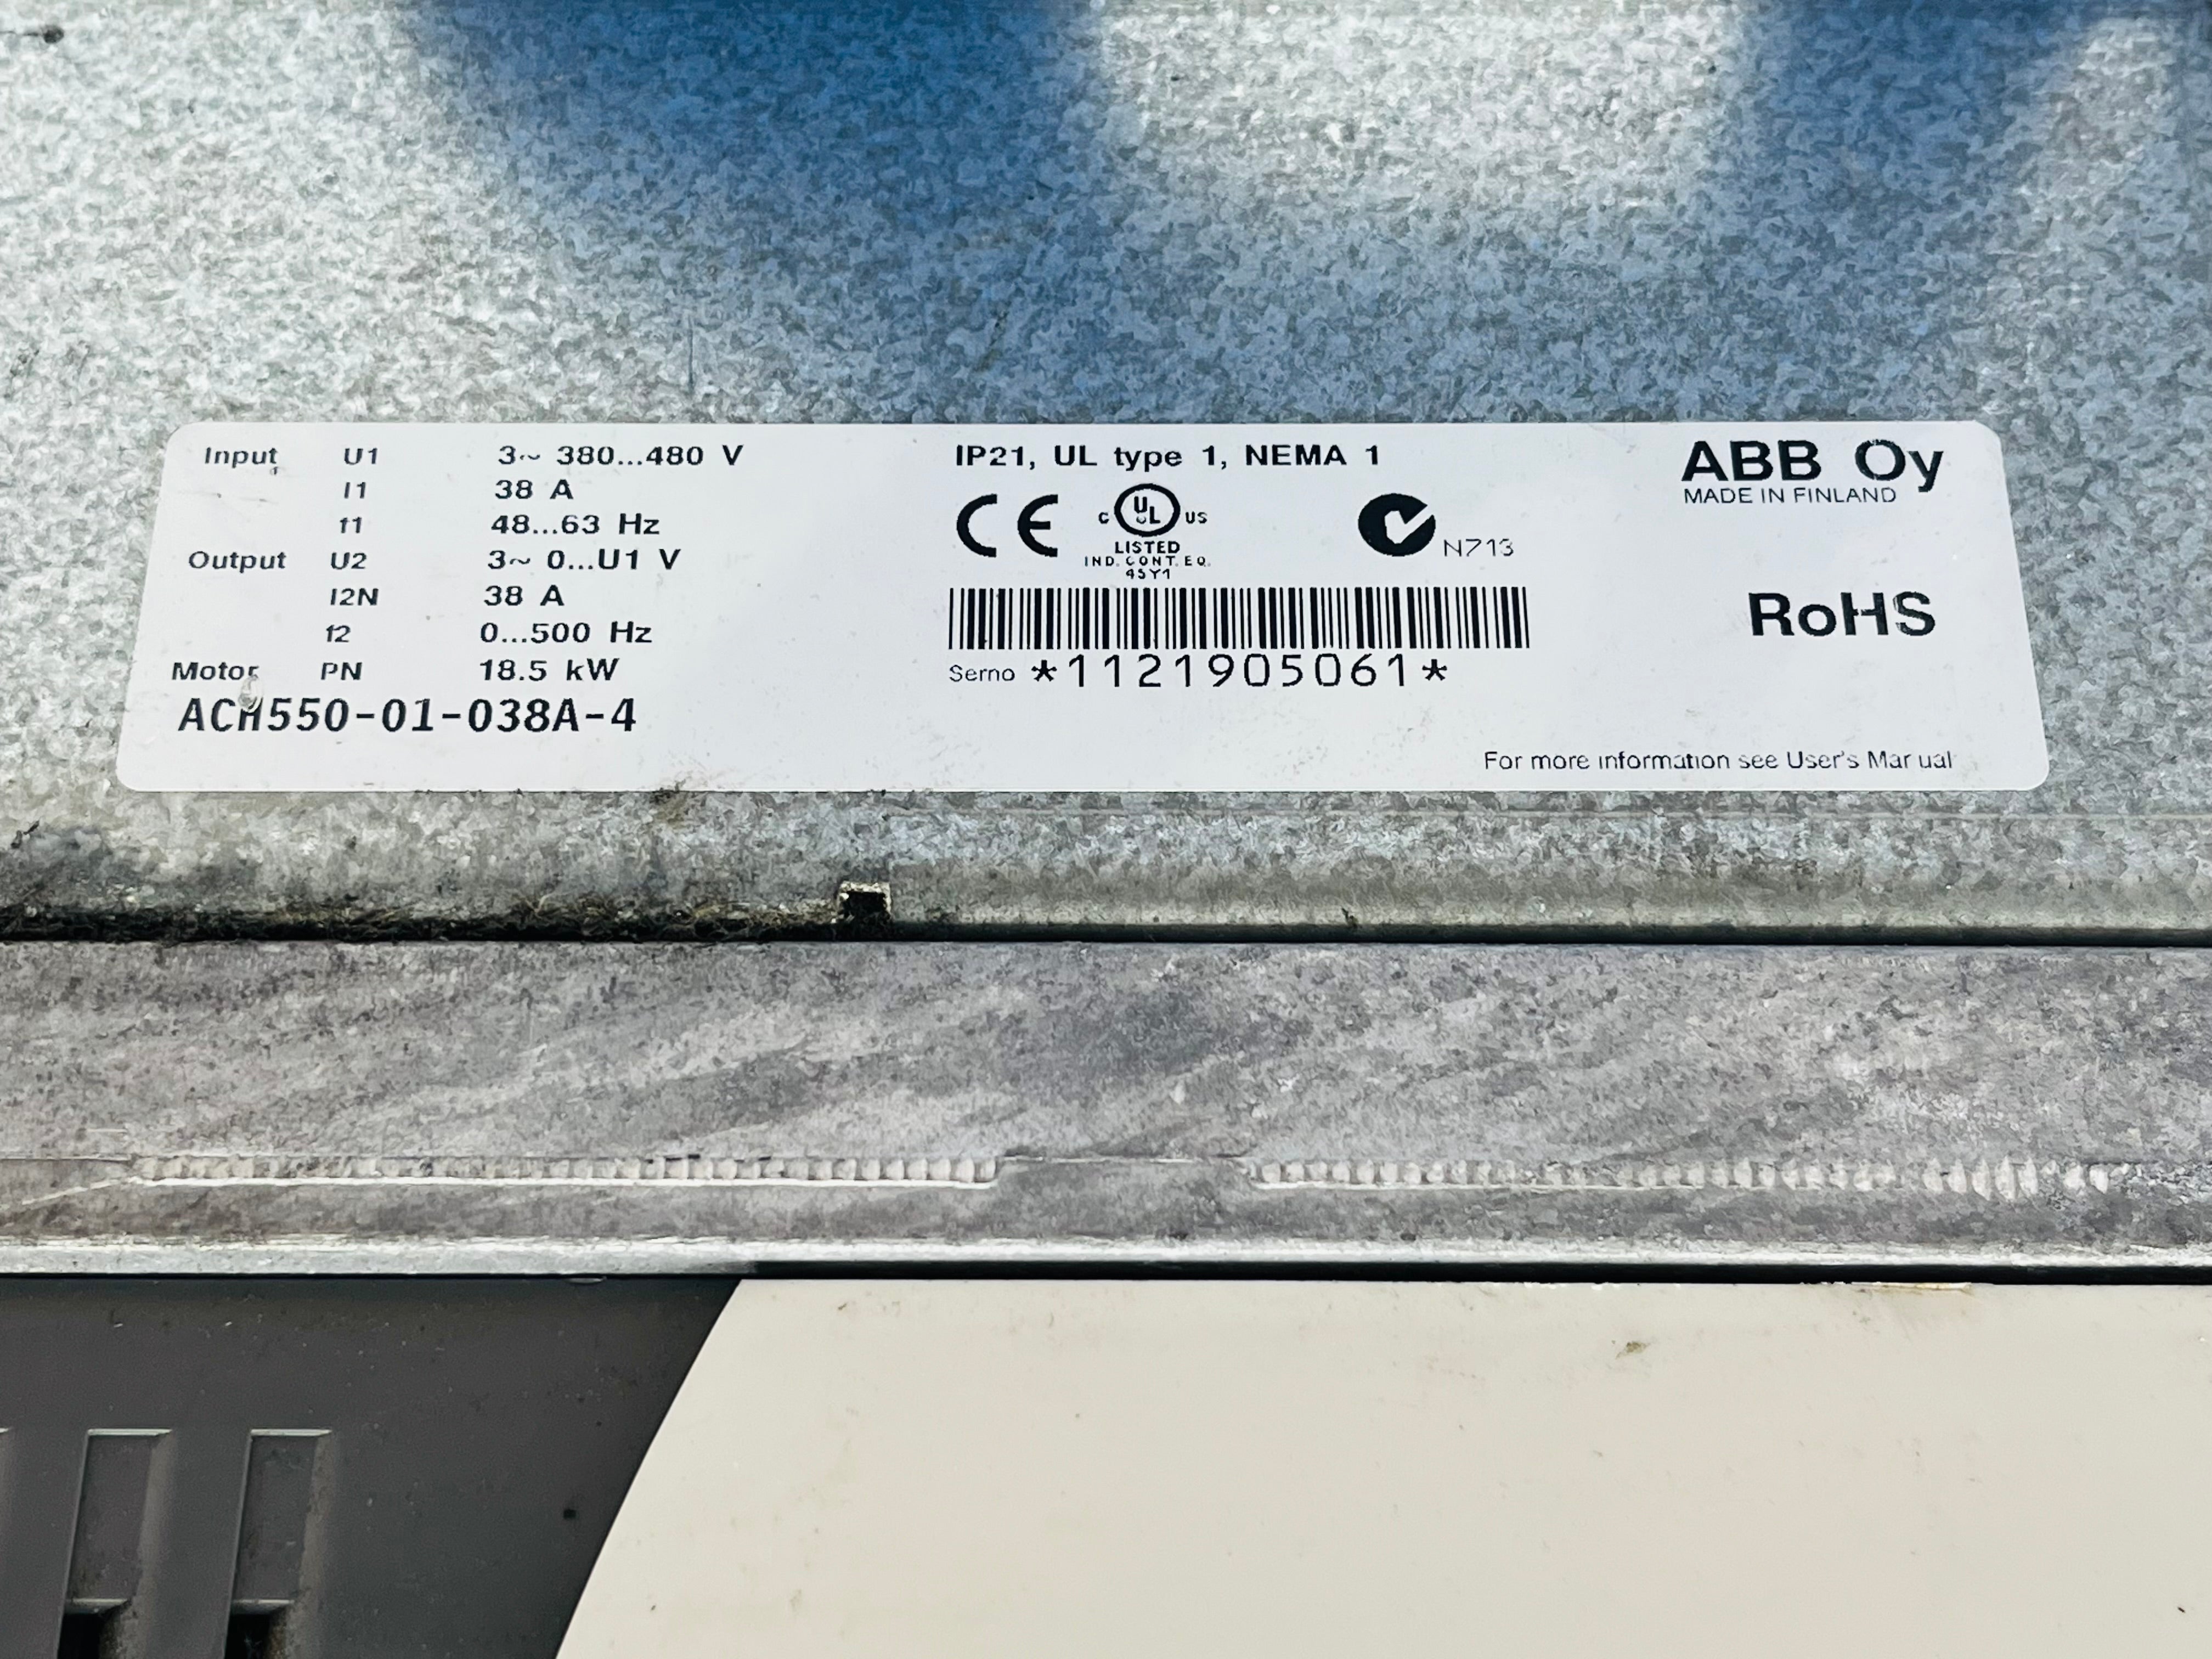 Input U1 3~ 380...480 V
I1 38 A
f1 48...63 Hz
Output U2 3~ 0...U1 V
I2N 38 A
f2 0...500 Hz
Motor PN 18.5 kW
ACH550-01-038A-4
IP21, UL type 1, NEMA 1
CE
C UL US
LISTED
IND. CONT. EQ.
45Y1
N713
Serno *1121905061*
ABB Oy
MADE IN FINLAND
RoHS
For more information see User's Manual